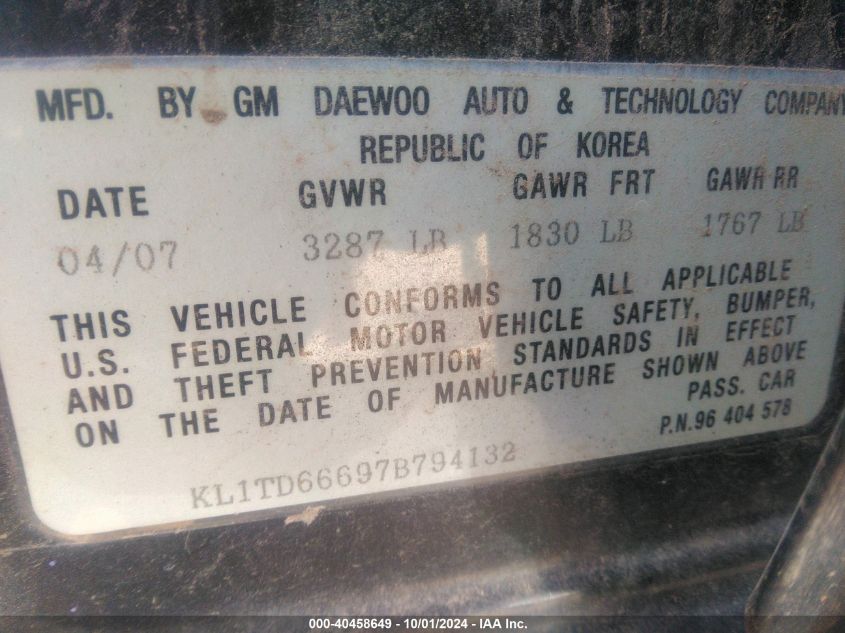 MFD. BY GM DAEWOO AUTO & TECHNOLOGY COMPANY
REPUBLIC OF KOREA
DATE GVWR GAWR FRT GAWR RR
04/07 3287 LB 1830 LB 1767 LB
THIS VEHICLE CONFORMS TO ALL APPLICABLE
U.S. FEDERAL MOTOR VEHICLE SAFETY, BUMPER,
AND THEFT PREVENTION STANDARDS IN EFFECT
ON THE DATE OF MANUFACTURE SHOWN ABOVE
PASS. CAR
P.N.96 404 578
KL1TD66697B794132
000-40458649 - 10/01/2024 - IAA Inc.